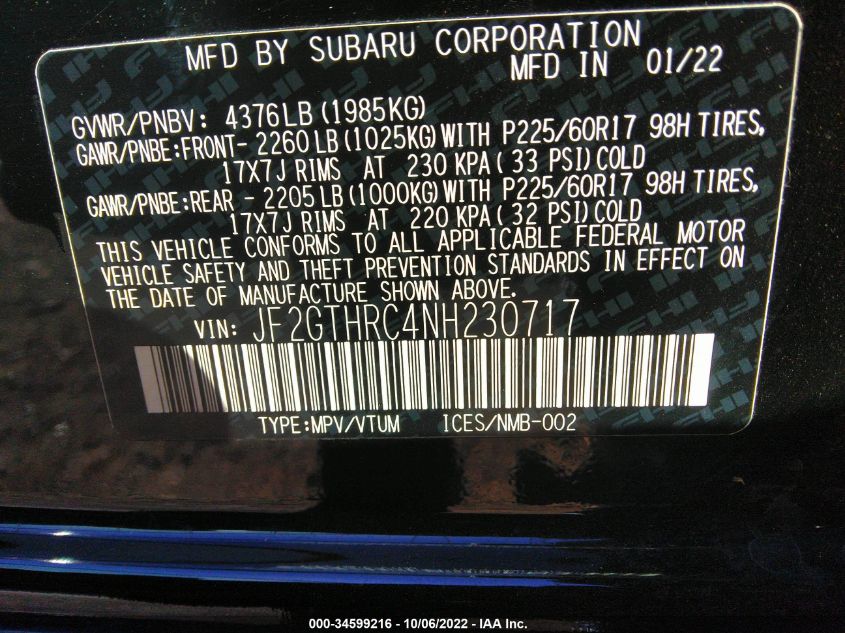 MFD BY SUBARU CORPORATION
MFD IN 01/22
GVWR/PNBV: 4376LB (1985KG)
GAWR/PNBE:FRONT- 2260 LB (1025KG) WITH P225/60R17 98H TIRES,
17X7J RIMS AT 230 KPA (33 PSI) COLD
GAWR/PNBE:REAR - 2205 LB (1000KG) WITH P225/60R17 98H TIRES,
17X7J RIMS AT 220 KPA (32 PSI) COLD
THIS VEHICLE CONFORMS TO ALL APPLICABLE FEDERAL MOTOR
VEHICLE SAFETY AND THEFT PREVENTION STANDARDS IN EFFECT ON
THE DATE OF MANUFACTURE SHOWN ABOVE.
VIN: JF2GTHRC4NH230717
TYPE:MPV/VTUM ICES/NMB-002
000-34599216 - 10/06/2022 - IAA Inc.